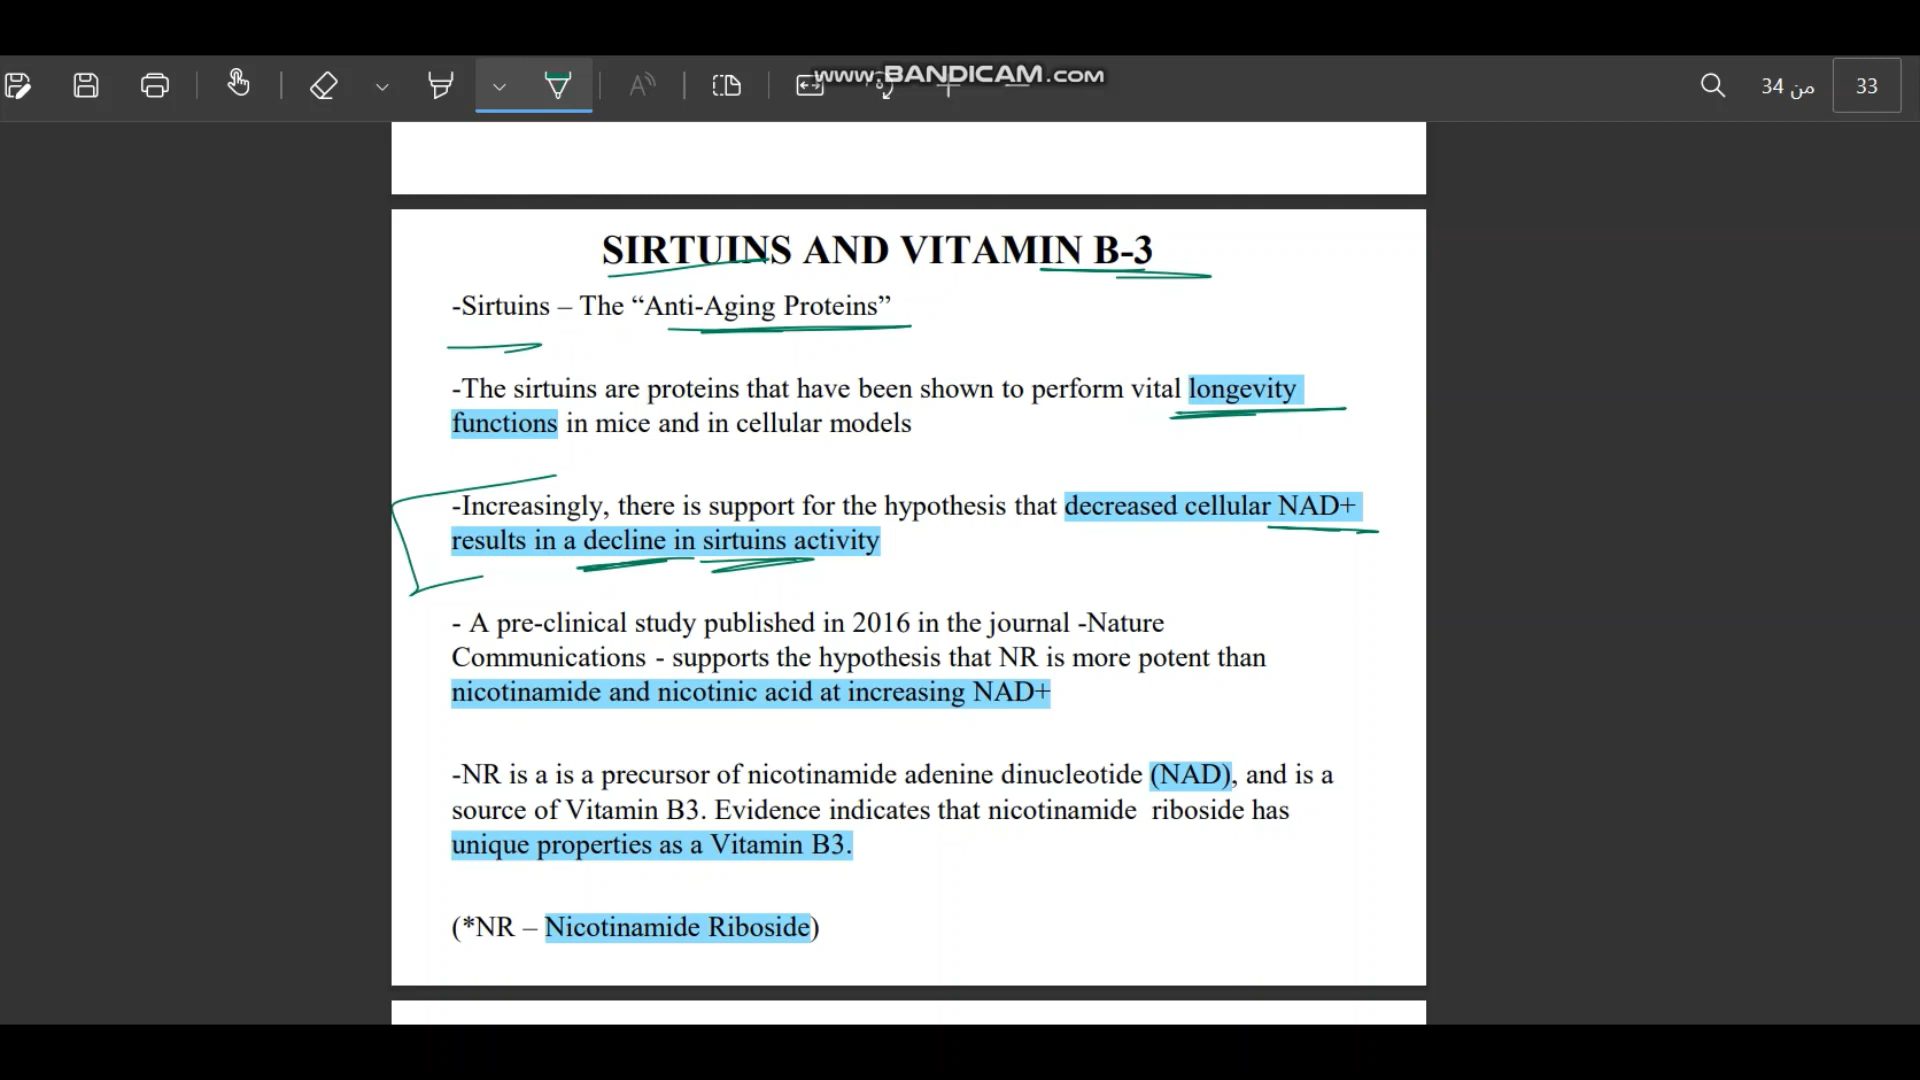 www.BANDICAM.com
34 من
33
SIRTUINS AND VITAMIN B-3
-Sirtuins – The “Anti-Aging Proteins”
-The sirtuins are proteins that have been shown to perform vital longevity
functions in mice and in cellular models
-Increasingly, there is support for the hypothesis that decreased cellular NAD+
results in a decline in sirtuins activity
- A pre-clinical study published in 2016 in the journal -Nature
Communications - supports the hypothesis that NR is more potent than
nicotinamide and nicotinic acid at increasing NAD+
-NR is a is a precursor of nicotinamide adenine dinucleotide (NAD), and is a
source of Vitamin B3. Evidence indicates that nicotinamide  riboside has
unique properties as a Vitamin B3.
(*NR – Nicotinamide Riboside)